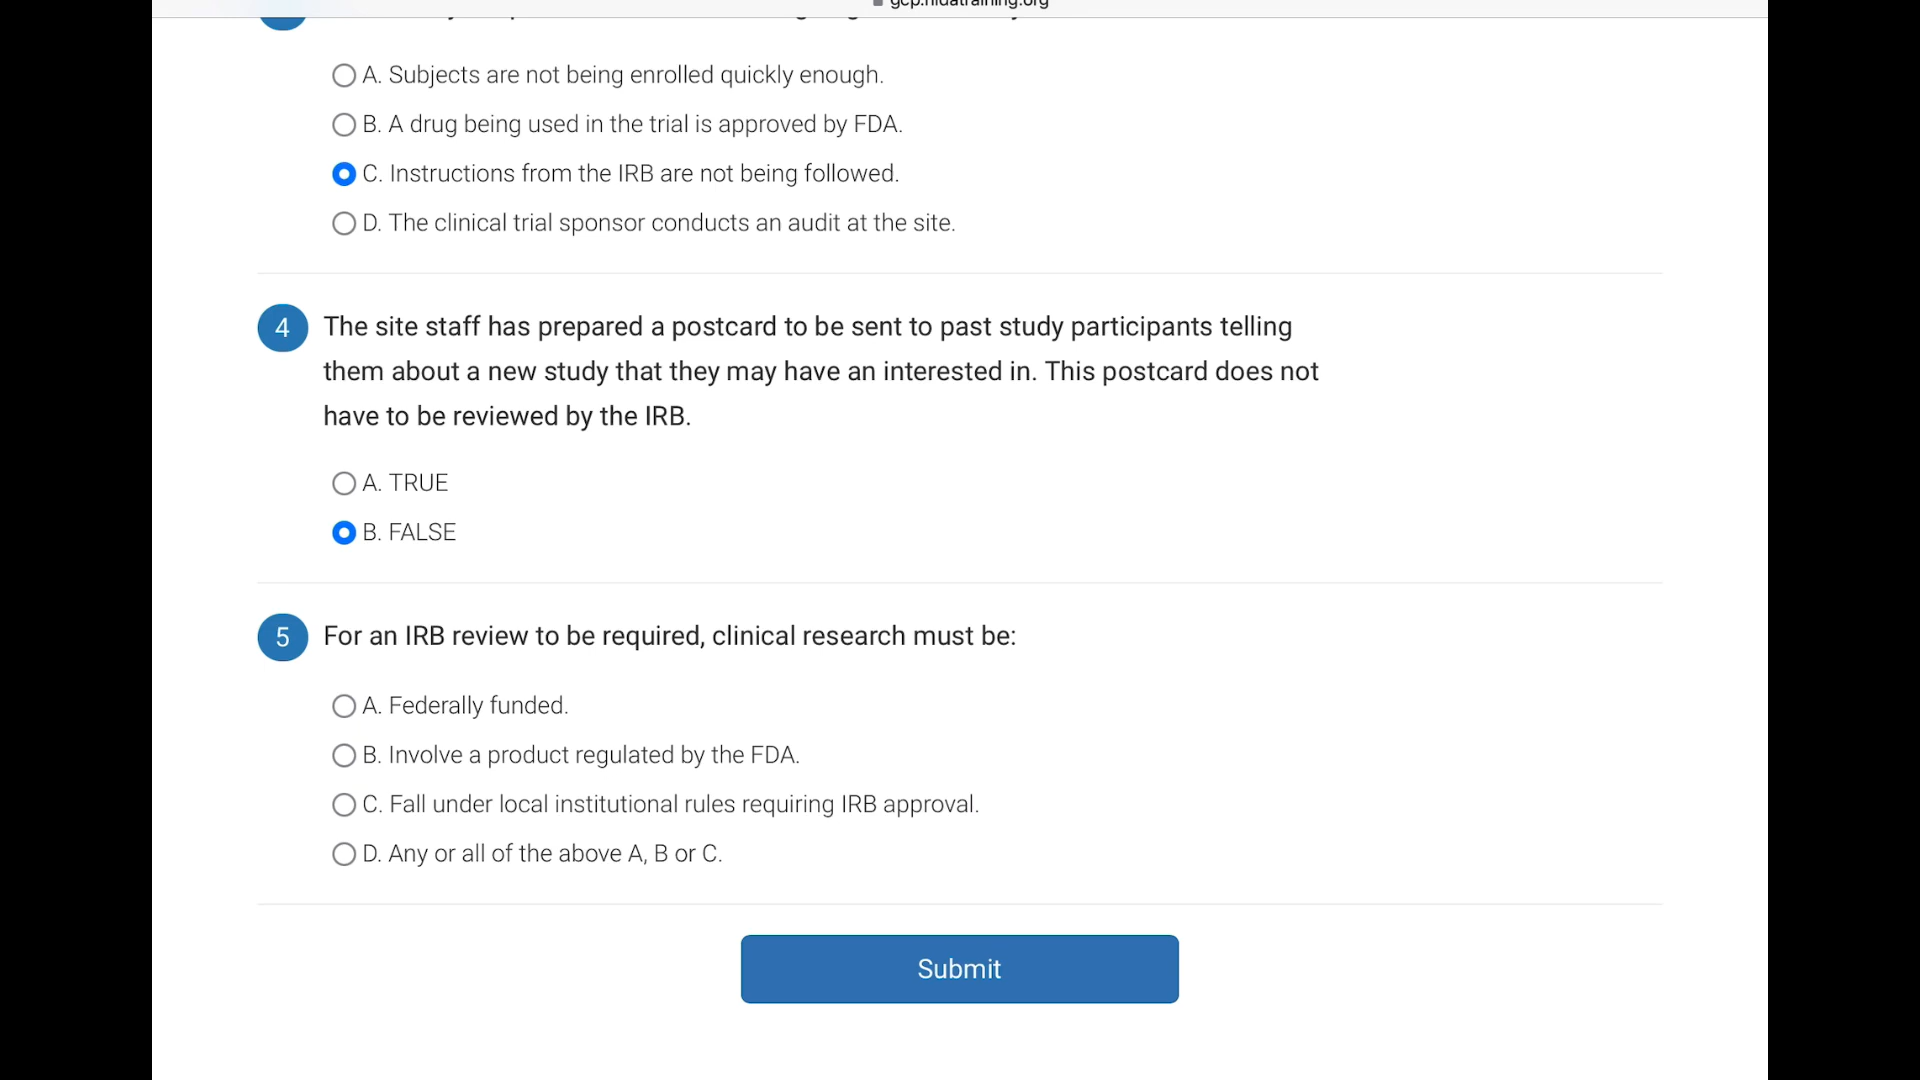 gcp.nidatraining.org
A. Subjects are not being enrolled quickly enough.
B. A drug being used in the trial is approved by FDA.
C. Instructions from the IRB are not being followed.
D. The clinical trial sponsor conducts an audit at the site.
4 The site staff has prepared a postcard to be sent to past study participants telling
them about a new study that they may have an interested in. This postcard does not
have to be reviewed by the IRB.
A. TRUE
B. FALSE
5 For an IRB review to be required, clinical research must be:
A. Federally funded.
B. Involve a product regulated by the FDA.
C. Fall under local institutional rules requiring IRB approval.
D. Any or all of the above A, B or C.
Submit